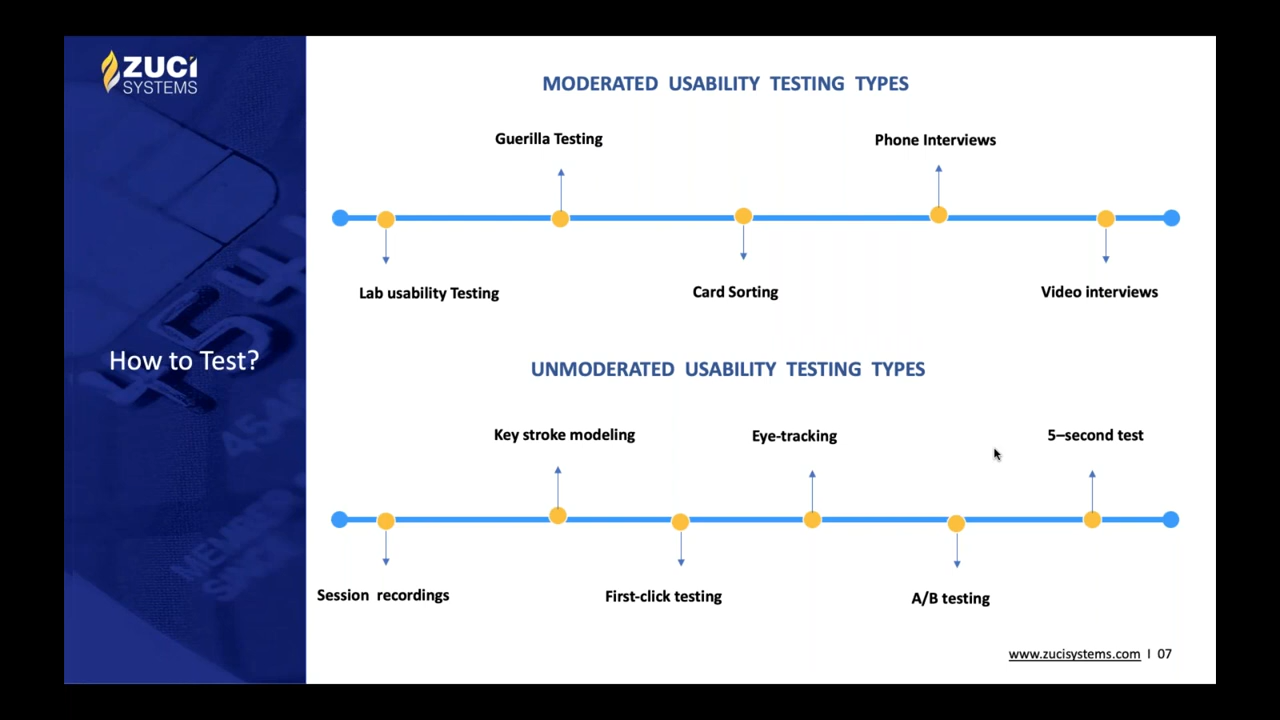 ZUCI
SYSTEMS
How to Test?
MODERATED USABILITY TESTING TYPES
Guerilla Testing
Phone Interviews
Lab usability Testing
Card Sorting
Video interviews
UNMODERATED USABILITY TESTING TYPES
Key stroke modeling
Eye-tracking
5–second test
Session recordings
First-click testing
A/B testing
www.zucisystems.com I 07